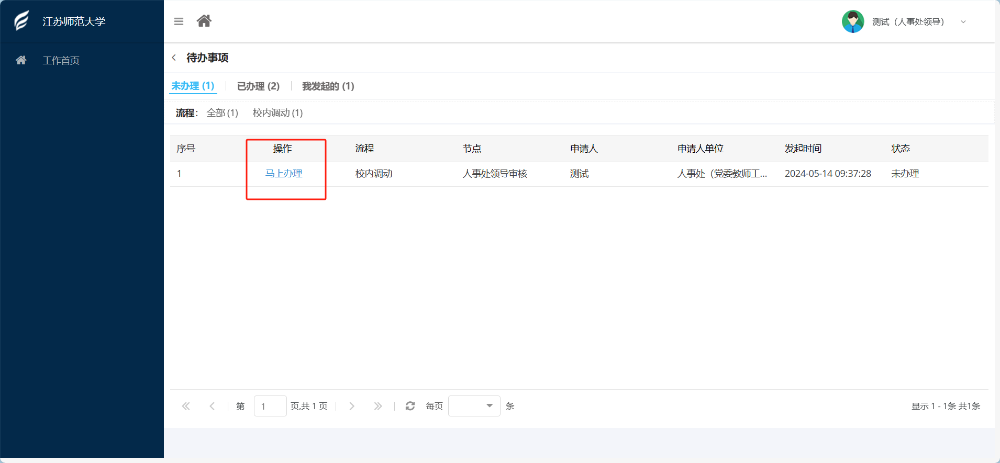 江苏师范大学
测试（人事处领导）
工作首页
待办事项
未办理 (1) 已办理 (2) 我发起的 (1)
流程： 全部 (1) 校内调动 (1)
序号 操作 流程 节点 申请人 申请人单位 发起时间 状态
1 马上办理 校内调动 人事处领导审核 测试 人事处（党委教师工... 2024-05-14 09:37:28 未办理
第 1 页,共 1 页 每页 条 显示 1 - 1条 共1条